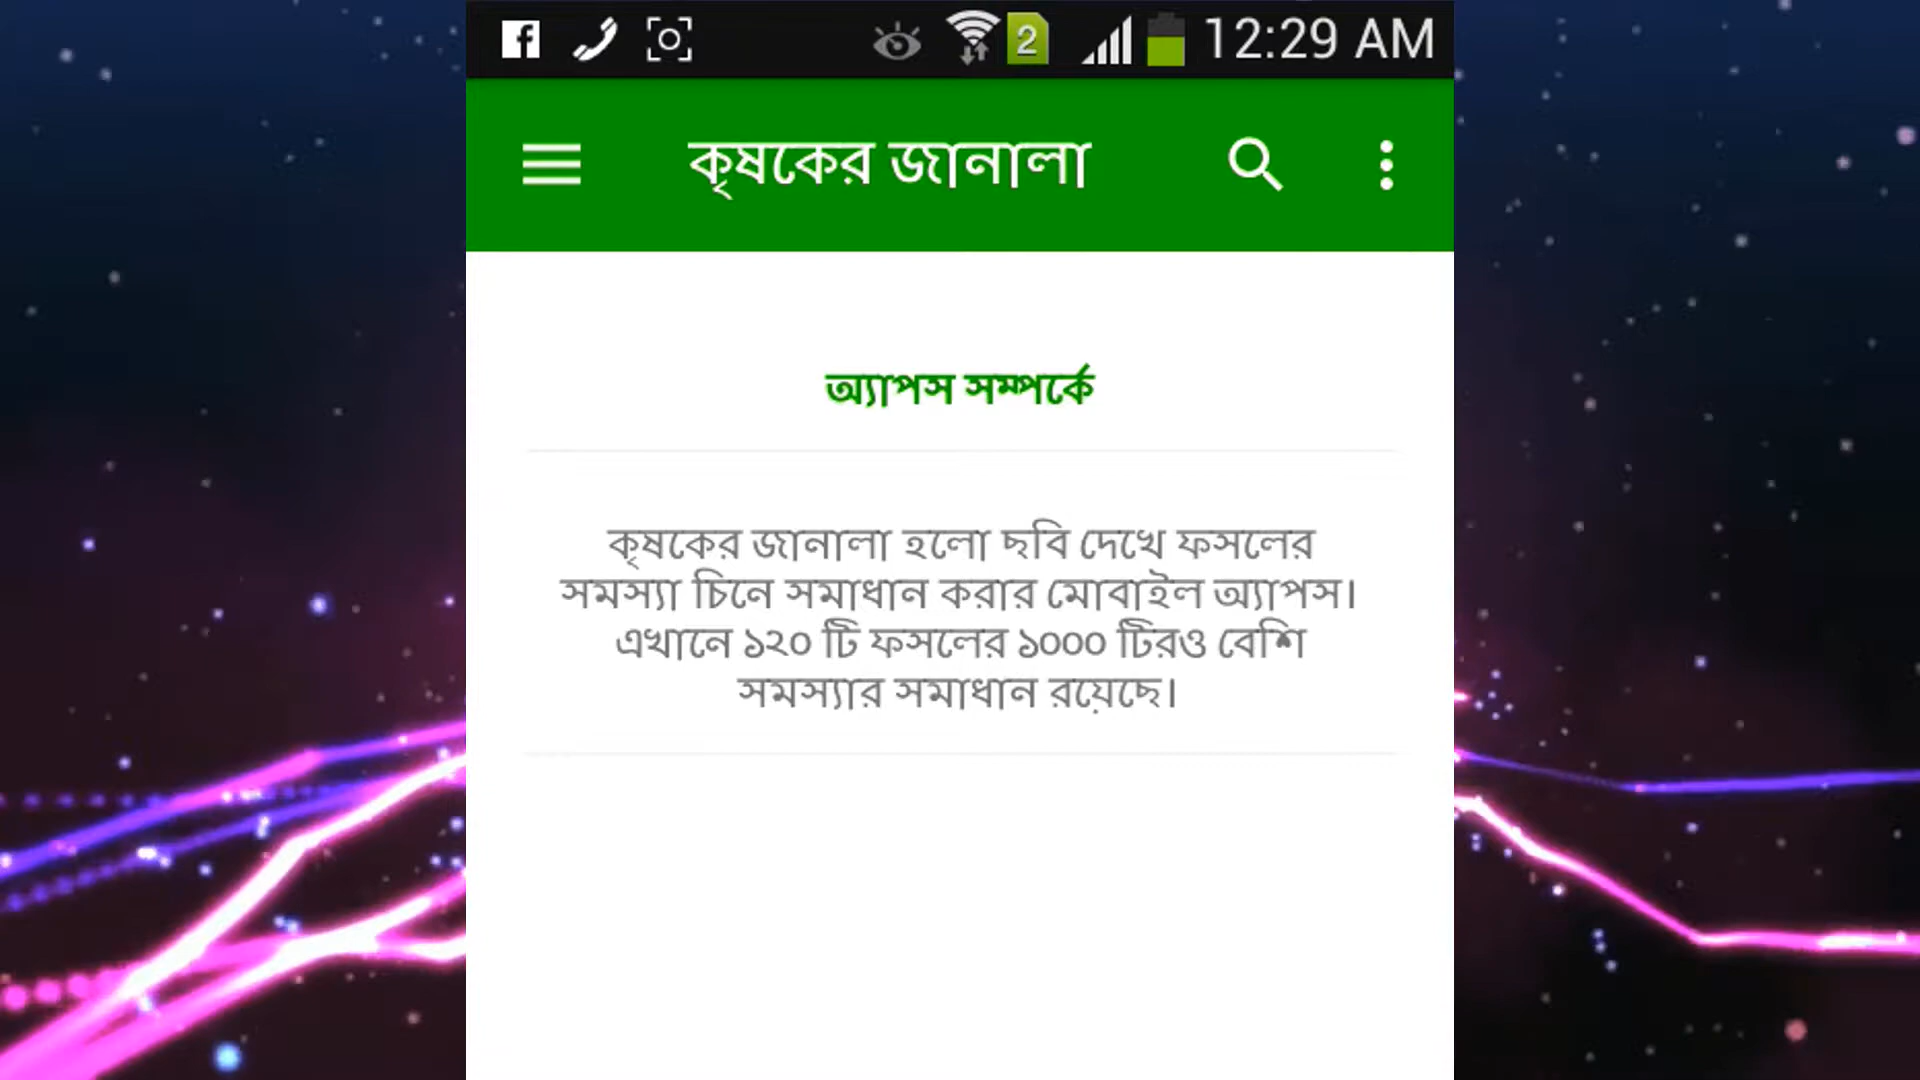 2 12:29 AM
কৃষকের জানালা
অ্যাপস সম্পর্কে
কৃষকের জানালা হলো ছবি দেখে ফসলের
সমস্যা চিনে সমাধান করার মোবাইল অ্যাপস।
এখানে ১২০ টি ফসলের ১০০০ টিরও বেশি
সমস্যার সমাধান রয়েছে।